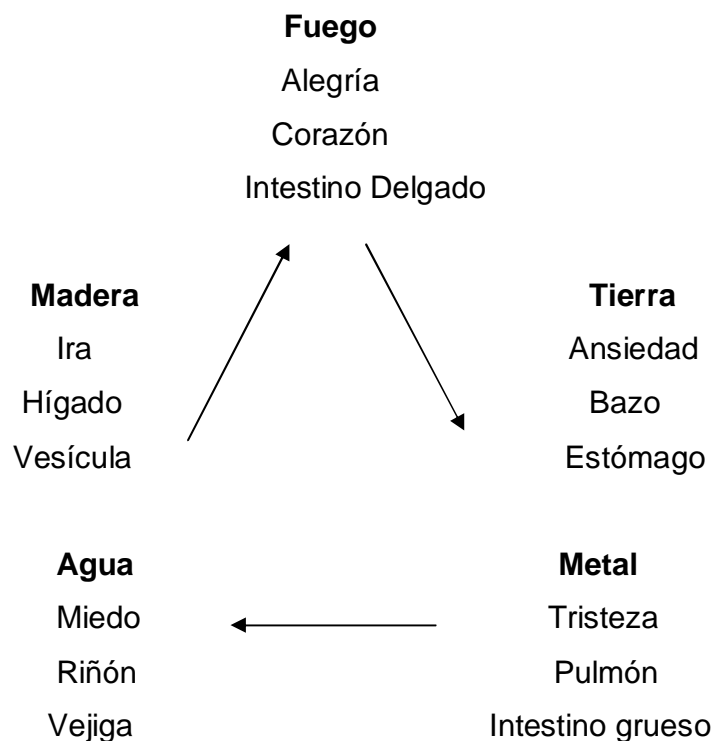 Fuego
Alegría
Corazón
Intestino Delgado
Madera
Ira
Hígado
Vesícula
Tierra
Ansiedad
Bazo
Estómago
Agua
Miedo
Riñón
Vejiga
Metal
Tristeza
Pulmón
Intestino grueso